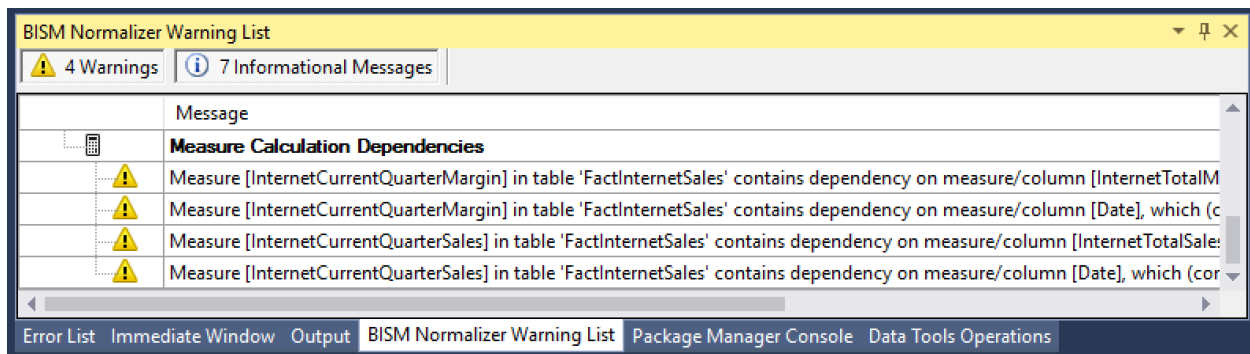 BISM Normalizer Warning List
4 Warnings 7 Informational Messages
Message
Measure Calculation Dependencies
Measure [InternetCurrentQuarterMargin] in table 'FactInternetSales' contains dependency on measure/column [InternetTotalM
Measure [InternetCurrentQuarterMargin] in table 'FactInternetSales' contains dependency on measure/column [Date], which (c
Measure [InternetCurrentQuarterSales] in table 'FactInternetSales' contains dependency on measure/column [InternetTotalSales
Measure [InternetCurrentQuarterSales] in table 'FactInternetSales' contains dependency on measure/column [Date], which (cor
Error List Immediate Window Output BISM Normalizer Warning List Package Manager Console Data Tools Operations